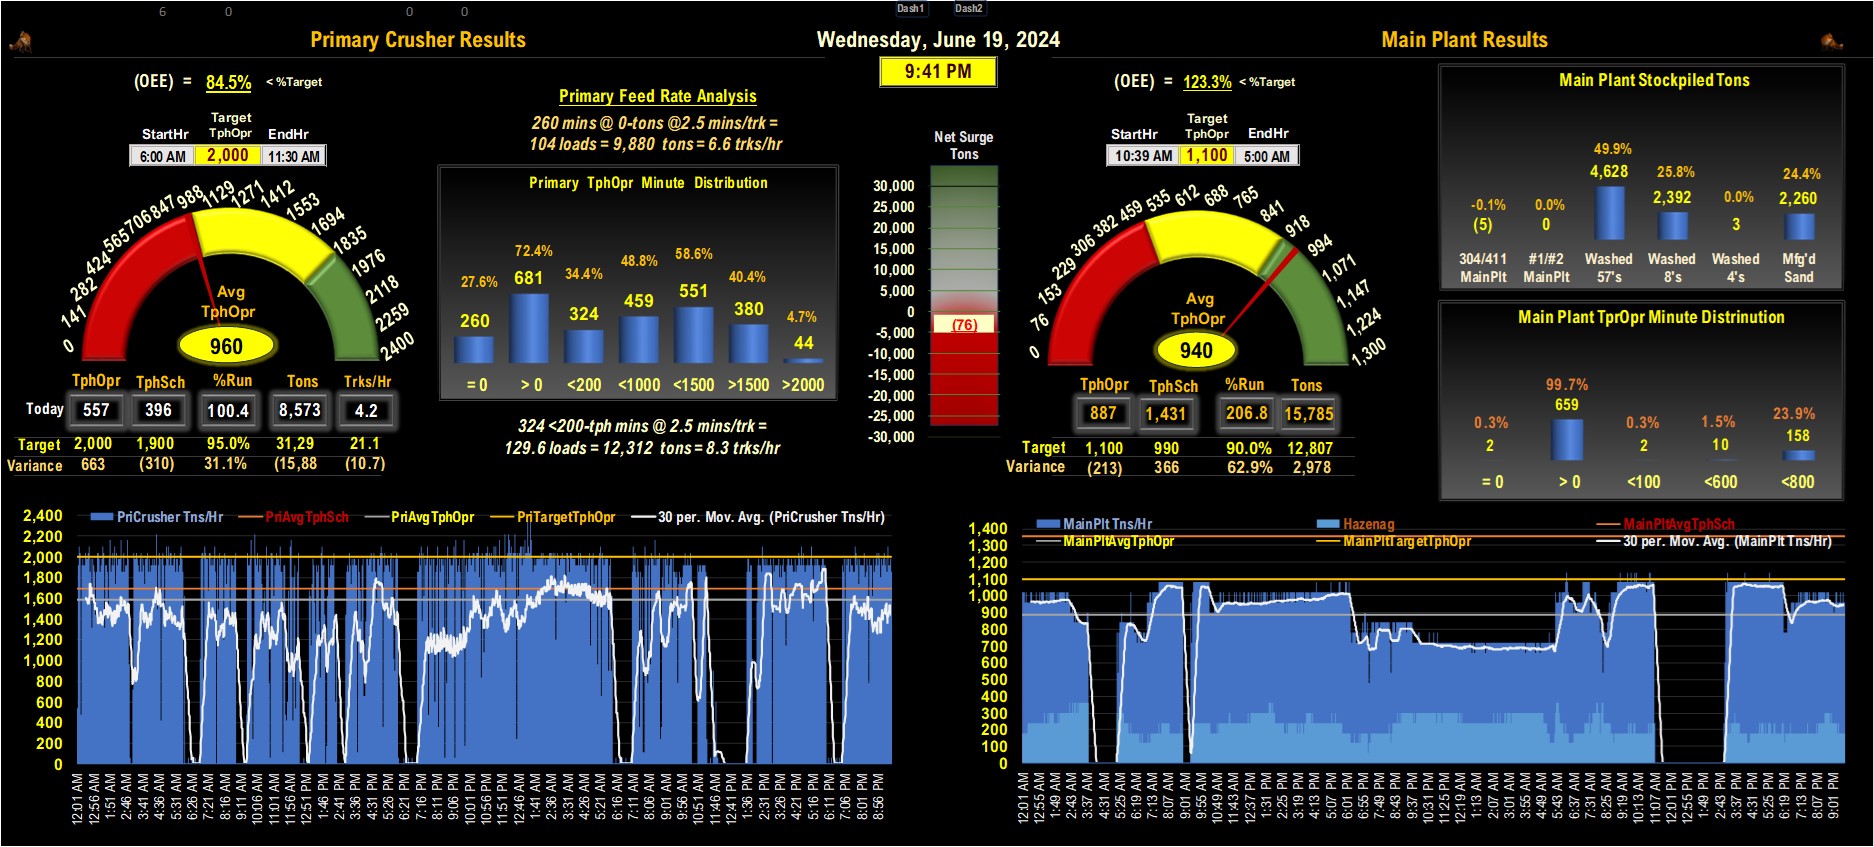 6 0 0 0 Dash1 Dash2
Primary Crusher Results
Wednesday, June 19, 2024
Main Plant Results
9:41 PM
(OEE) = 84.5% < %Target
Target
StartHr TphOpr EndHr
6:00 AM 2,000 11:30 AM
0 141 282 424 565 706 847 988 1129 1271 1412 1553 1694 1835 1976 2118 2259 2400
Avg
TphOpr
960
TphOpr TphSch %Run Tons Trks/Hr
Today 557 396 100.4 8,573 4.2
Target 2,000 1,900 95.0% 31,29 21.1
Variance 663 (310) 31.1% (15,88 (10.7)
Primary Feed Rate Analysis
260 mins @ 0-tons @2.5 mins/trk =
104 loads = 9,880 tons = 6.6 trks/hr
Primary TphOpr Minute Distribution
27.6% 72.4% 34.4% 48.8% 58.6% 40.4% 4.7%
260 681 324 459 551 380 44
= 0 > 0 <200 <1000 <1500 >1500 >2000
324 <200-tph mins @ 2.5 mins/trk =
129.6 loads = 12,312 tons = 8.3 trks/hr
Net Surge
Tons
30,000
25,000
20,000
15,000
10,000
5,000
0
(76)
-5,000
-10,000
-15,000
-20,000
-25,000
-30,000
(OEE) = 123.3% < %Target
Target
StartHr TphOpr EndHr
10:39 AM 1,100 5:00 AM
0 76 153 229 306 382 459 535 612 688 765 841 918 994 1,071 1,147 1,224 1,300
Avg
TphOpr
940
TphOpr TphSch %Run Tons
887 1,431 206.8 15,785
Target 1,100 990 90.0% 12,807
Variance (213) 366 62.9% 2,978
Main Plant Stockpiled Tons
-0.1% 0.0% 49.9% 25.8% 0.0% 24.4%
(5) 0 4,628 2,392 3 2,260
304/411 #1/#2 Washed Washed Washed Mfg'd
MainPlt MainPlt 57's 8's 4's Sand
Main Plant TprOpr Minute Distrinution
0.3% 99.7% 0.3% 1.5% 23.9%
2 659 2 10 158
= 0 > 0 <100 <600 <800
PriCrusher Tns/Hr PriAvgTphSch PriAvgTphOpr PriTargetTphOpr 30 per. Mov. Avg. (PriCrusher Tns/Hr)
2,400
2,200
2,000
1,800
1,600
1,400
1,200
1,000
800
600
400
200
0
12:01 AM 12:56 AM 1:51 AM 2:46 AM 3:41 AM 4:36 AM 5:31 AM 6:26 AM 7:21 AM 8:16 AM 9:11 AM 10:06 AM 11:01 AM 11:56 AM 12:51 PM 1:46 PM 2:41 PM 3:36 PM 4:31 PM 5:26 PM 6:21 PM 7:16 PM 8:11 PM 9:06 PM 10:01 PM 10:56 PM 11:51 PM 12:46 AM 1:41 AM 2:36 AM 3:31 AM 4:26 AM 5:21 AM 6:16 AM 7:11 AM 8:06 AM 9:01 AM 9:56 AM 10:51 AM 11:46 AM 12:41 PM 1:36 PM 2:31 PM 3:26 PM 4:21 PM 5:16 PM 6:11 PM 7:06 PM 8:01 PM 8:56 PM
MainPlt Tns/Hr Hazenag MainPltAvgTphSch
MainPltAvgTphOpr MainPltTargetTphOpr 30 per. Mov. Avg. (MainPlt Tns/Hr)
1,400
1,300
1,200
1,100
1,000
900
800
700
600
500
400
300
200
100
0
12:01 AM 12:55 AM 1:49 AM 2:43 AM 3:37 AM 4:31 AM 5:25 AM 6:19 AM 7:13 AM 8:07 AM 9:01 AM 9:55 AM 10:49 AM 11:43 AM 12:37 PM 1:31 PM 2:25 PM 3:19 PM 4:13 PM 5:07 PM 6:01 PM 6:55 PM 7:49 PM 8:43 PM 9:37 PM 10:31 PM 11:25 PM 12:19 AM 1:13 AM 2:07 AM 3:01 AM 3:55 AM 4:49 AM 5:43 AM 6:37 AM 7:31 AM 8:25 AM 9:19 AM 10:13 AM 11:07 AM 12:01 PM 12:55 PM 1:49 PM 2:43 PM 3:37 PM 4:31 PM 5:25 PM 6:19 PM 7:13 PM 8:07 PM 9:01 PM